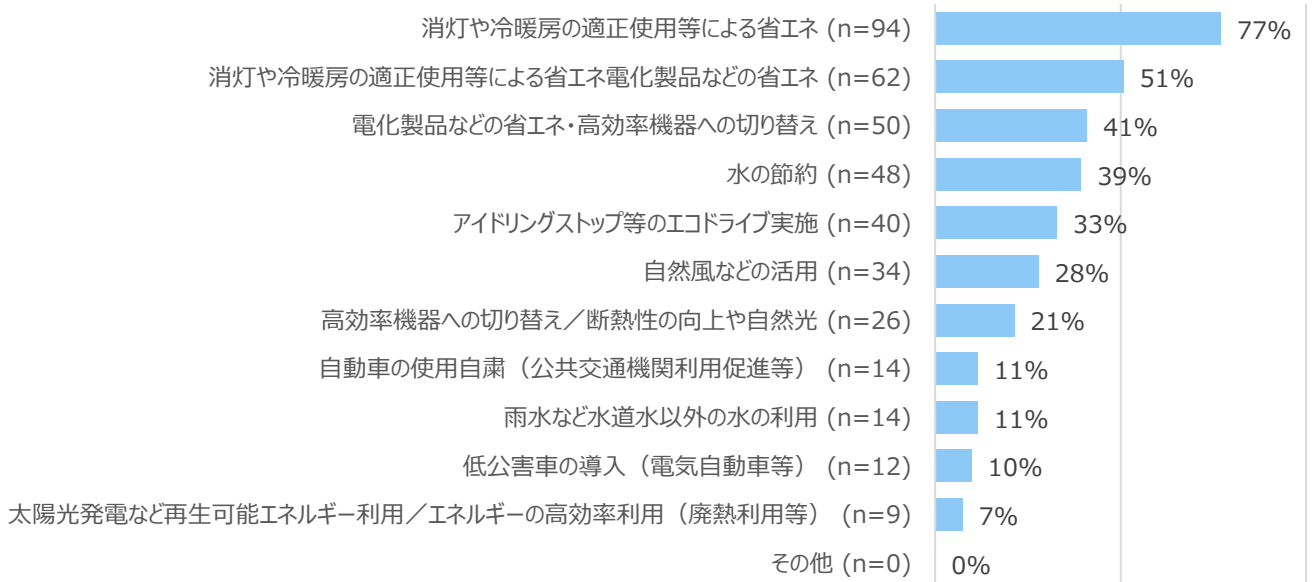 消灯や冷暖房の適正使用等による省エネ (n=94) 77%
消灯や冷暖房の適正使用等による省エネ電化製品などの省エネ (n=62) 51%
電化製品などの省エネ・高効率機器への切り替え (n=50) 41%
水の節約 (n=48) 39%
アイドリングストップ等のエコドライブ実施 (n=40) 33%
自然風などの活用 (n=34) 28%
高効率機器への切り替え／断熱性の向上や自然光 (n=26) 21%
自動車の使用自粛（公共交通機関利用促進等） (n=14) 11%
雨水など水道水以外の水の利用 (n=14) 11%
低公害車の導入（電気自動車等） (n=12) 10%
太陽光発電など再生可能エネルギー利用／エネルギーの高効率利用（廃熱利用等） (n=9) 7%
その他 (n=0) 0%